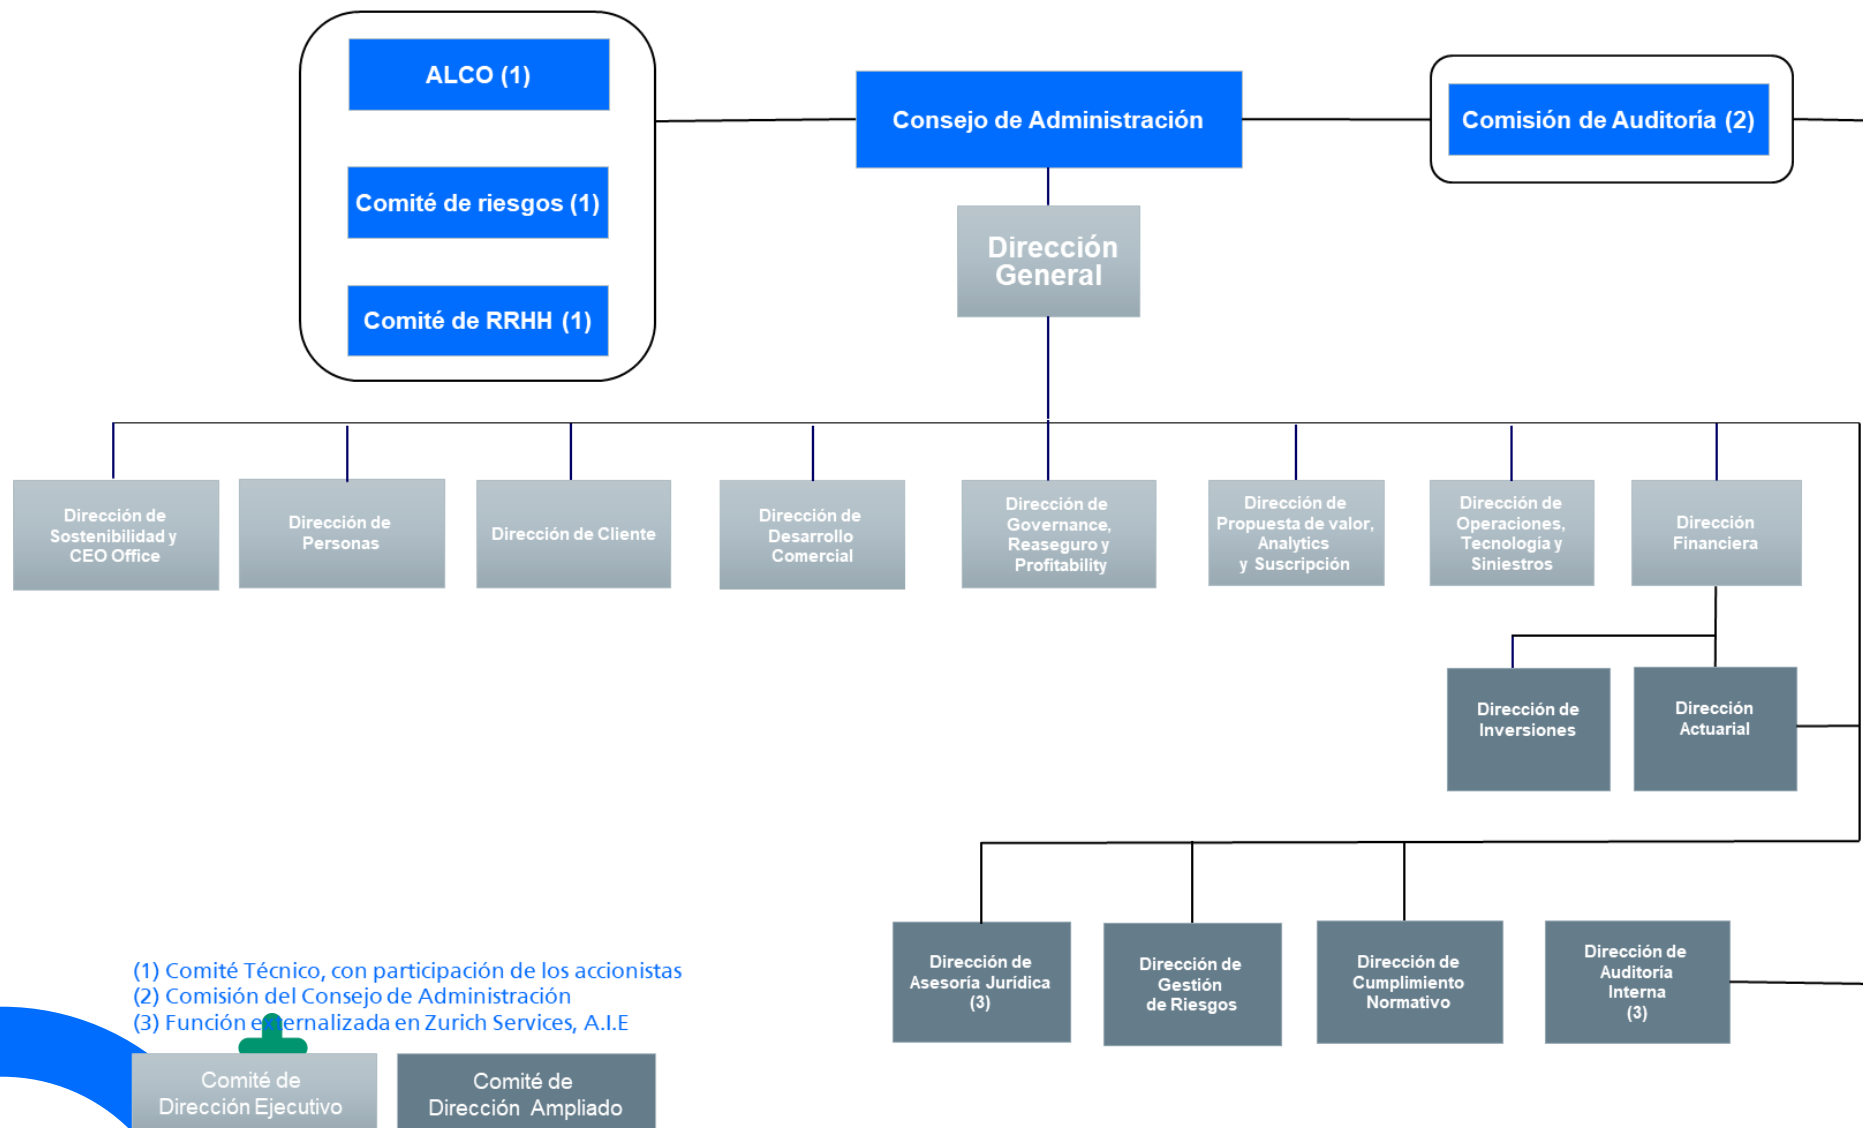 ALCO (1)
Comité de riesgos (1)
Comité de RRHH (1)
Consejo de Administración
Comisión de Auditoría (2)
Dirección
General
Dirección de
Sostenibilidad y
CEO Office
Dirección de
Personas
Dirección de Cliente
Dirección de
Desarrollo
Comercial
Dirección de
Governance,
Reaseguro y
Profitability
Dirección de
Propuesta de valor,
Analytics
y Suscripción
Dirección de
Operaciones,
Tecnología y
Siniestros
Dirección
Financiera
Dirección de
Inversiones
Dirección
Actuarial
Dirección de
Asesoría Jurídica
(3)
Dirección de
Gestión
de Riesgos
Dirección de
Cumplimiento
Normativo
Dirección de
Auditoría
Interna
(3)
(1) Comité Técnico, con participación de los accionistas
(2) Comisión del Consejo de Administración
(3) Función externalizada en Zurich Services, A.I.E
Comité de
Dirección Ejecutivo
Comité de
Dirección Ampliado